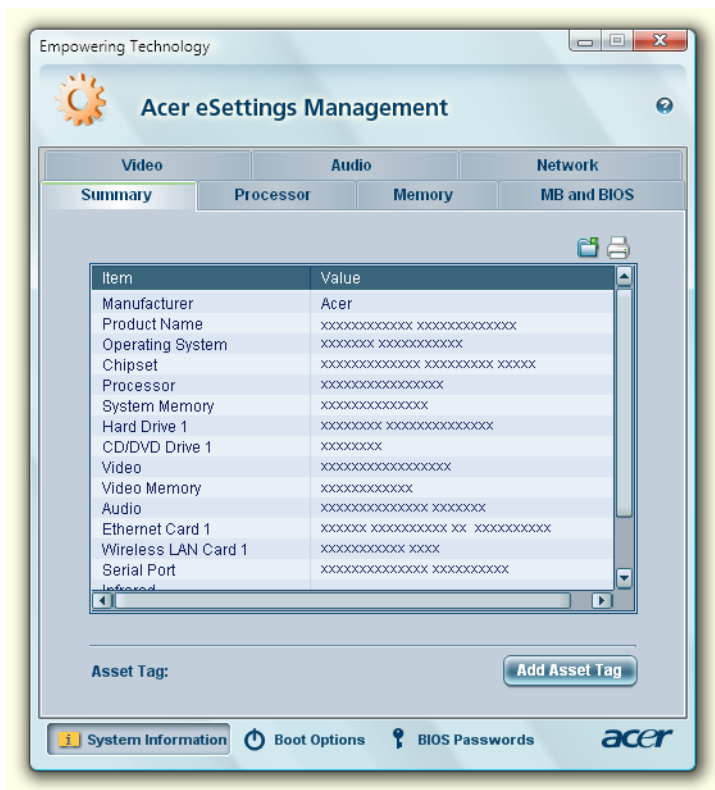 Empowering Technology
Acer eSettings Management
Video Audio Network
Summary Processor Memory MB and BIOS
Item Value
Manufacturer Acer
Product Name xxxxxxxxxxxx xxxxxxxxxxxxx
Operating System xxxxxxx xxxxxxxxxxx
Chipset xxxxxxxxxxxxx xxxxxxxxx xxxxx
Processor xxxxxxxxxxxxxxxx
System Memory xxxxxxxxxxxxxx
Hard Drive 1 xxxxxxxx xxxxxxxxxxxxxx
CD/DVD Drive 1 xxxxxxxx
Video xxxxxxxxxxxxxxxxx
Video Memory xxxxxxxxxxxx
Audio xxxxxxxxxxxxxx xxxxxxx
Ethernet Card 1 xxxxxx xxxxxxxxxx xx xxxxxxxxxx
Wireless LAN Card 1 xxxxxxxxxxx xxxx
Serial Port xxxxxxxxxxxxxx xxxxxxxxxx
Infrared
Asset Tag: Add Asset Tag
System Information Boot Options BIOS Passwords acer